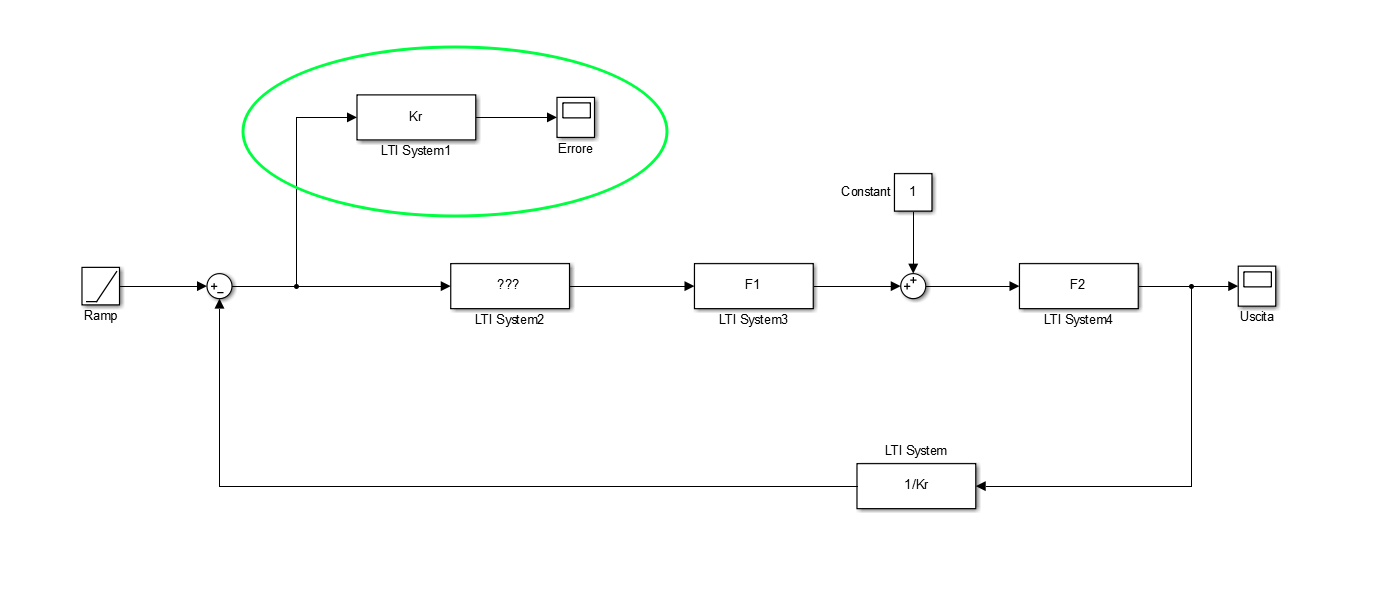 Kr
LTI System1
Errore
Constant
1
Ramp
+
−
???
LTI System2
F1
LTI System3
+
+
F2
LTI System4
Uscita
LTI System
1/Kr